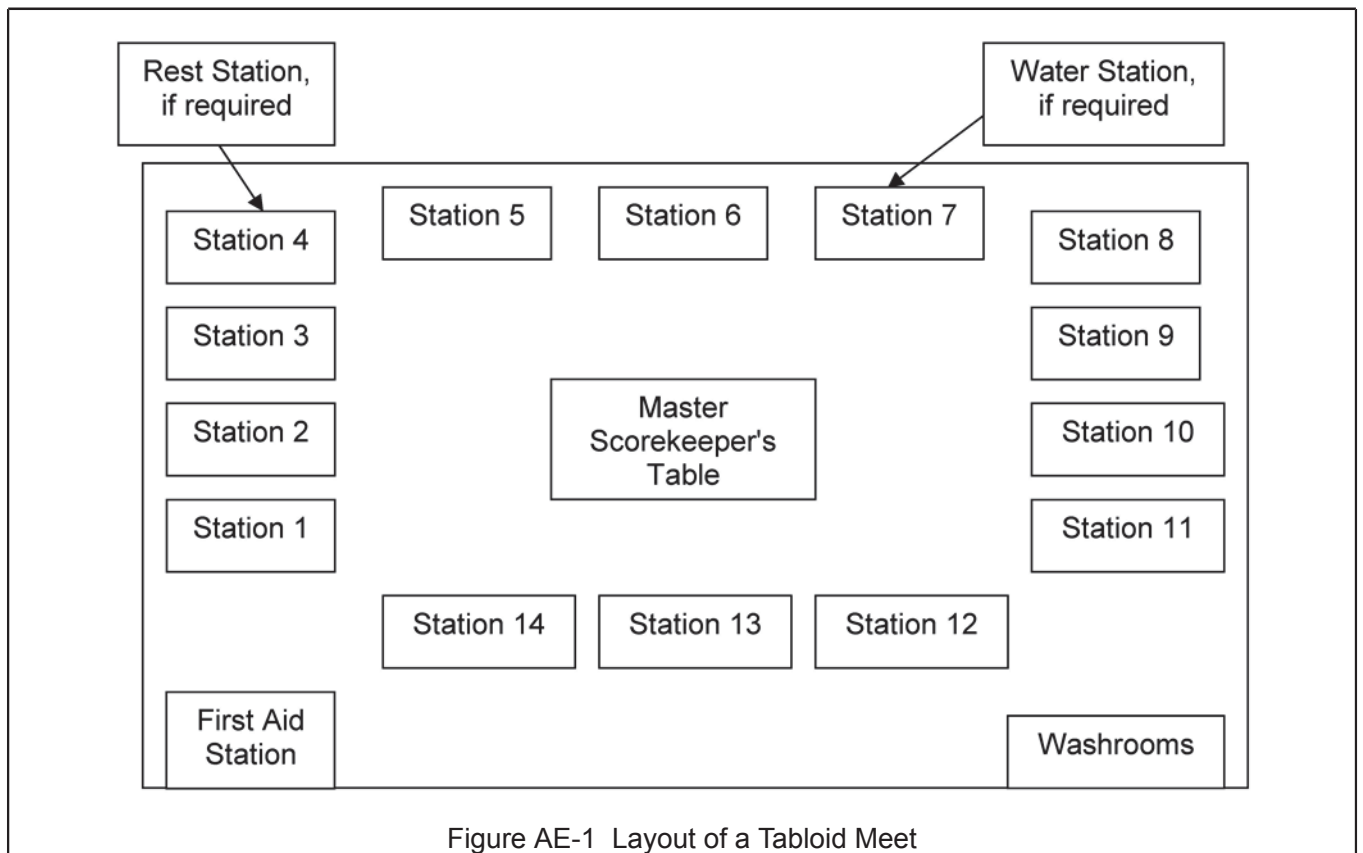 Rest Station,
if required
Water Station,
if required
Station 5
Station 6
Station 7
Station 4
Station 8
Station 3
Station 9
Master
Scorekeeper's
Table
Station 2
Station 10
Station 1
Station 11
Station 14
Station 13
Station 12
First Aid
Station
Washrooms
Figure AE-1 Layout of a Tabloid Meet